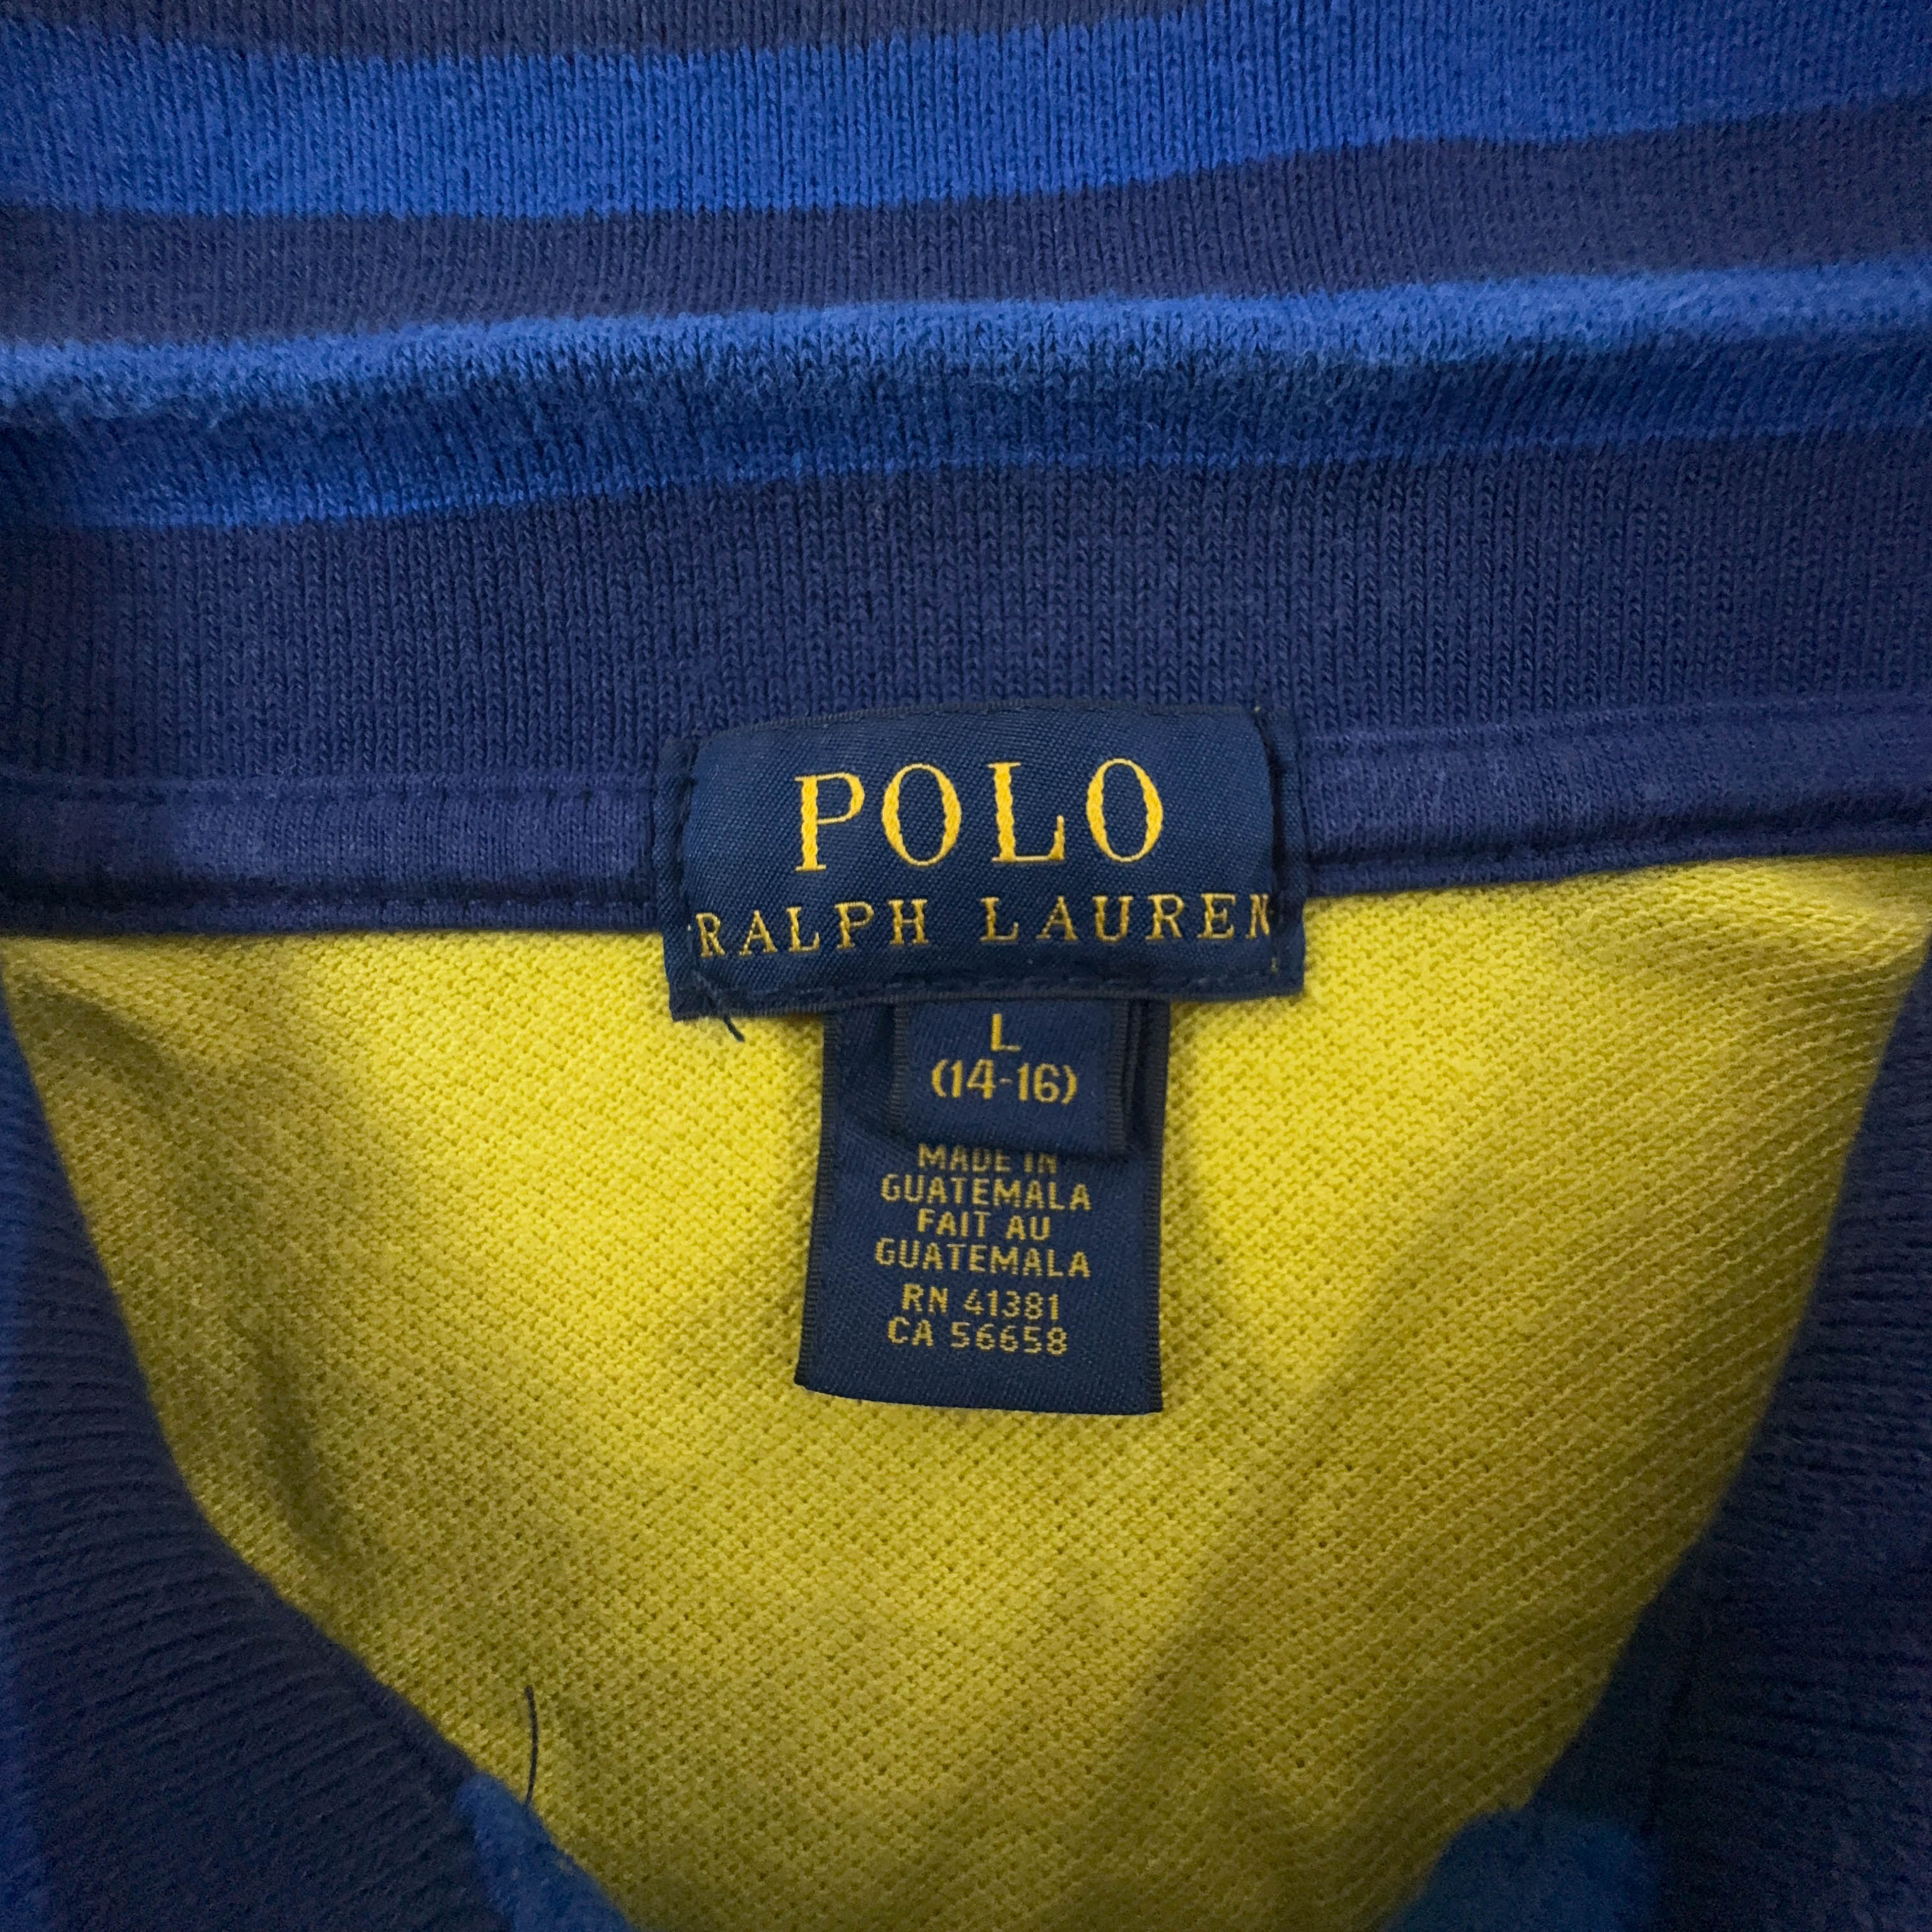 POLO
RALPH LAUREN
L
(14-16)
MADE IN
GUATEMALA
FAIT AU
GUATEMALA
RN 41381
CA 56658